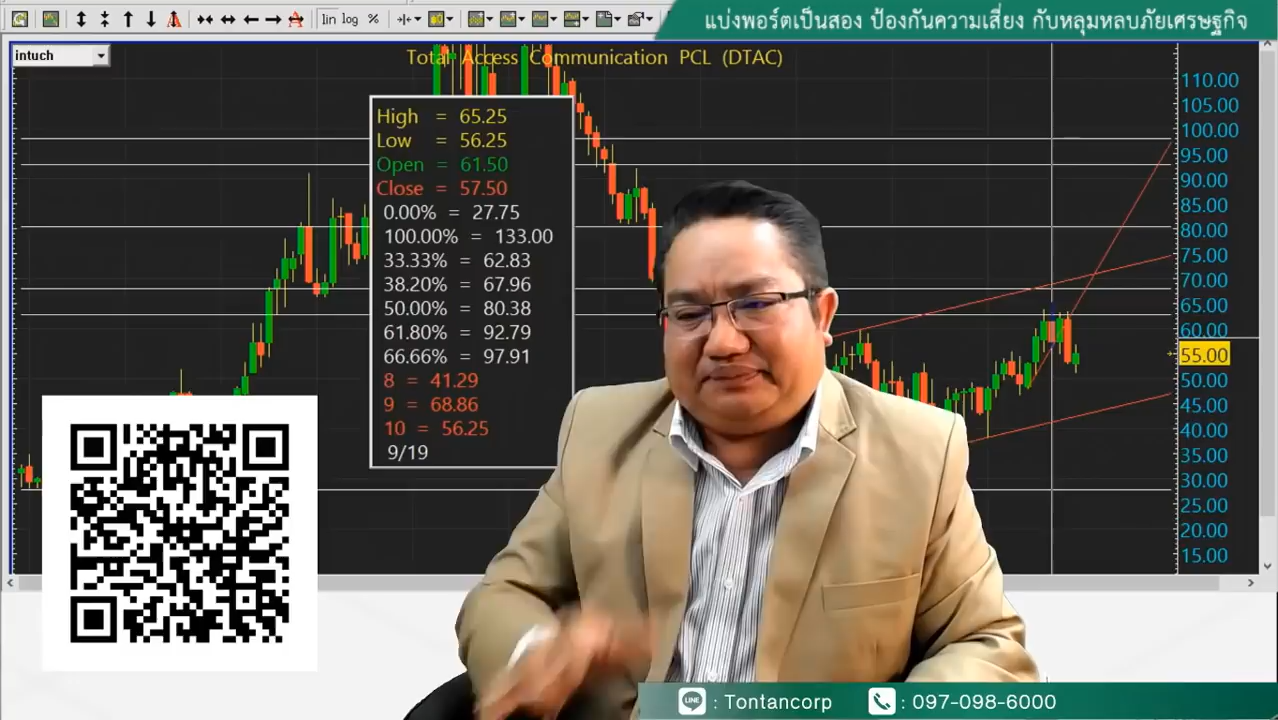 lin log %
แบ่งพอร์ตเป็นสอง ป้องกันความเสี่ยง กับหลุมหลบภัยเศรษฐกิจ
intuch
Total Access Communication PCL (DTAC)
High = 65.25
Low = 56.25
Open = 61.50
Close = 57.50
0.00% = 27.75
100.00% = 133.00
33.33% = 62.83
38.20% = 67.96
50.00% = 80.38
61.80% = 92.79
66.66% = 97.91
8 = 41.29
9 = 68.86
10 = 56.25
9/19
110.00
105.00
100.00
95.00
90.00
85.00
80.00
75.00
70.00
65.00
60.00
55.00
50.00
45.00
40.00
35.00
30.00
25.00
20.00
15.00
LINE : Tontancorp : 097-098-6000